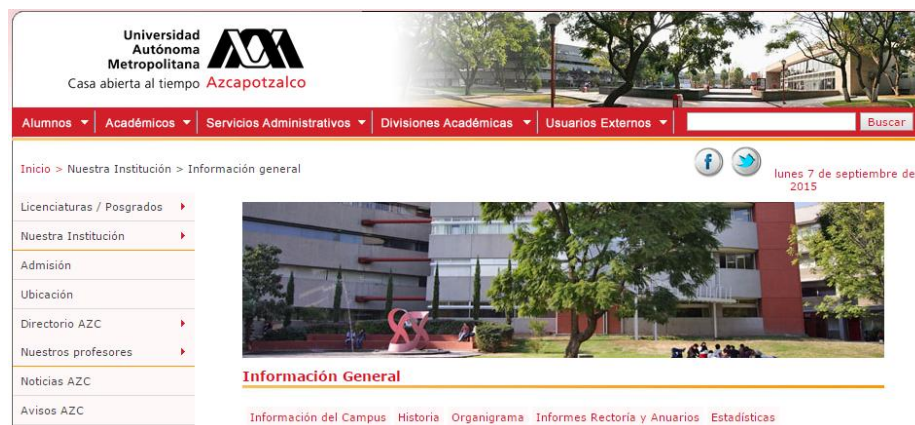 Universidad
Autónoma
Metropolitana
Casa abierta al tiempo Azcapotzalco
Alumnos Académicos Servicios Administrativos Divisiones Académicas Usuarios Externos Buscar
Inicio > Nuestra Institución > Información general
lunes 7 de septiembre de
2015
Licenciaturas / Posgrados
Nuestra Institución
Admisión
Ubicación
Directorio AZC
Nuestros profesores
Noticias AZC
Avisos AZC
Información General
Información del Campus Historia Organigrama Informes Rectoría y Anuarios Estadísticas